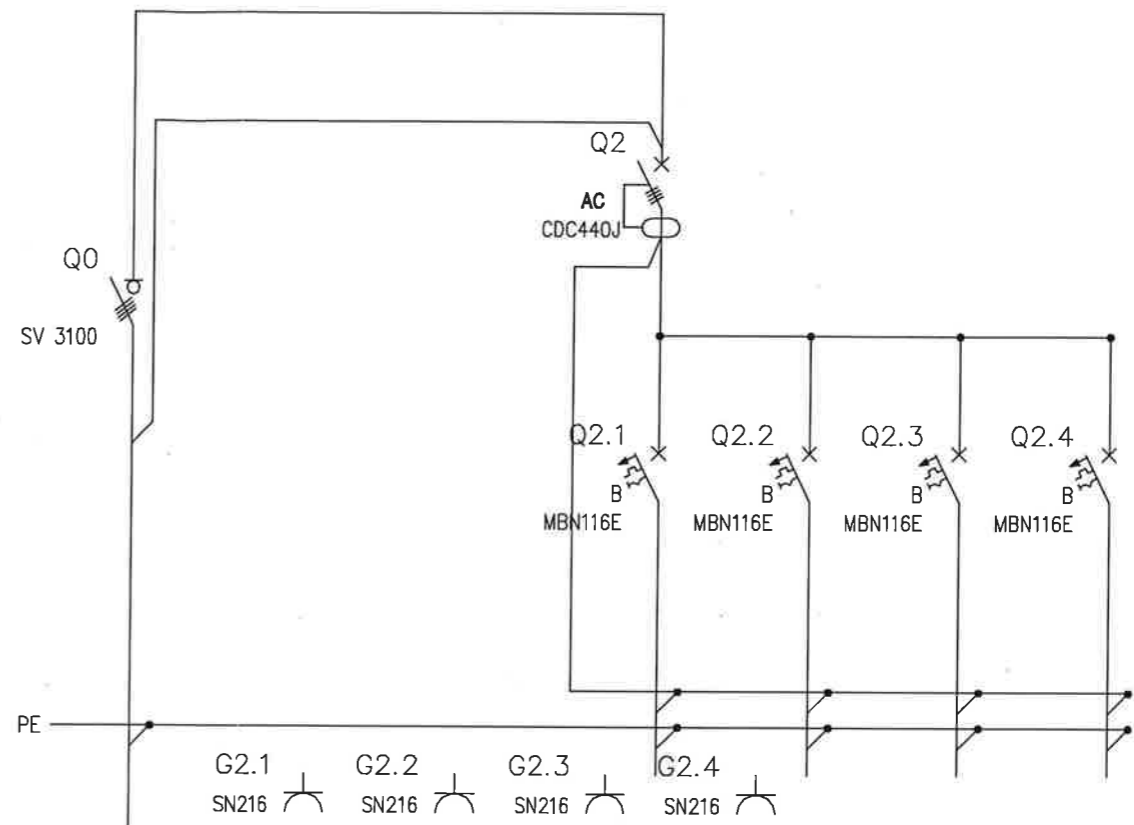 Q2
AC
CDC440J
Q0
SV 3100
Q2.1
Q2.2
Q2.3
Q2.4
B
B
B
B
MBN116E
MBN116E
MBN116E
MBN116E
PE
G2.1
G2.2
G2.3
G2.4
SN216
SN216
SN216
SN216